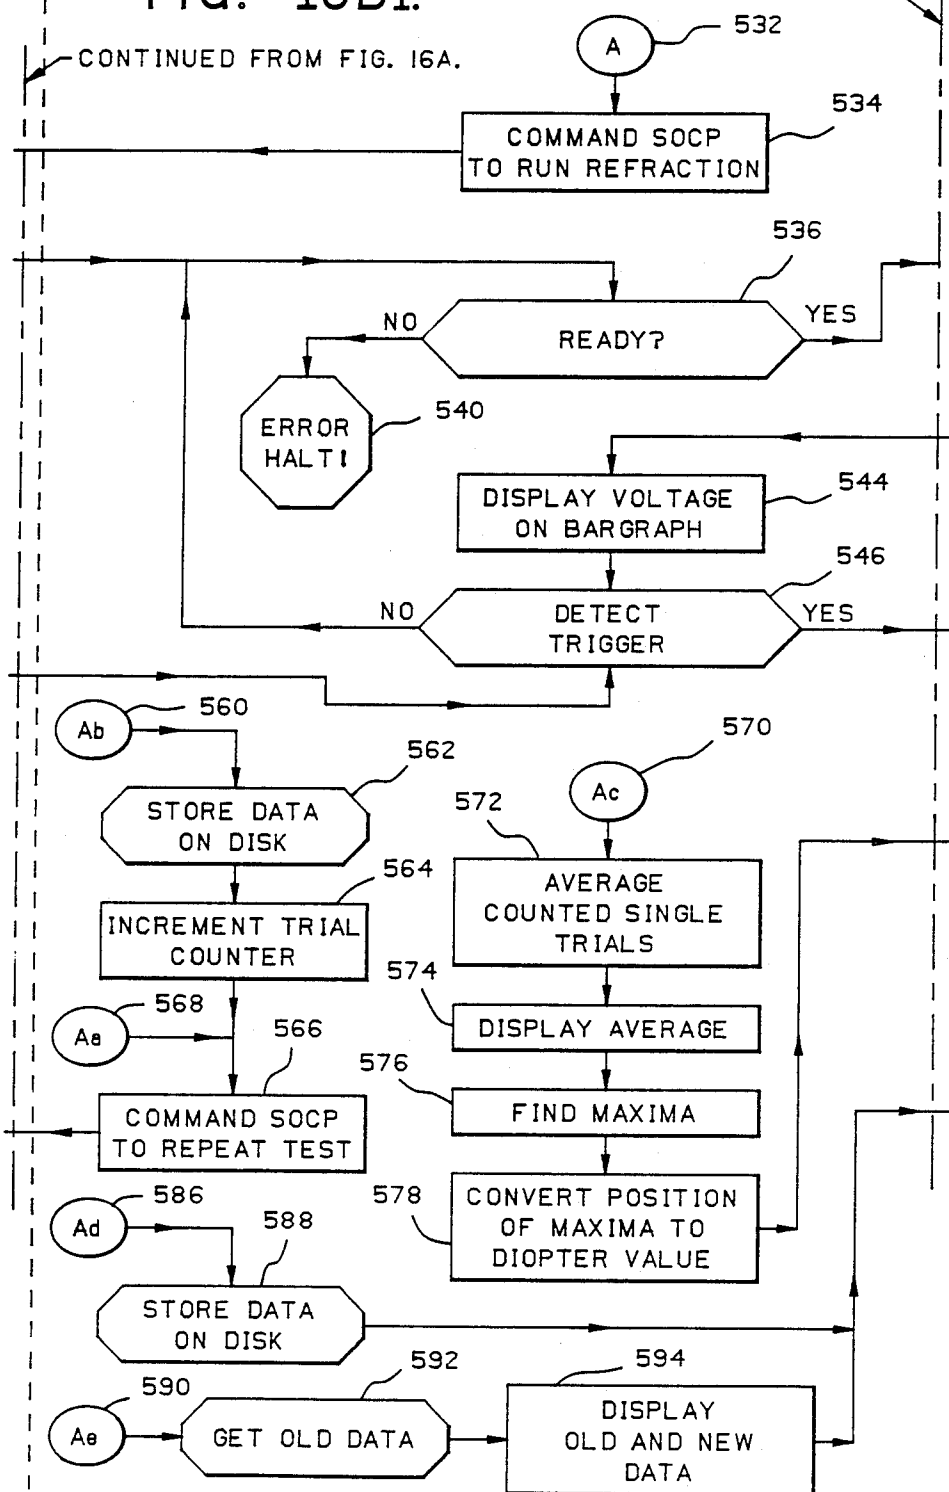 FIG. 16B1.
CONTINUED FROM FIG. 16A.
A
532
534
COMMAND SOCP
TO RUN REFRACTION
536
READY?
NO
YES
540
ERROR
HALT!
544
DISPLAY VOLTAGE
ON BARGRAPH
546
DETECT
TRIGGER
NO
YES
Ab
560
562
STORE DATA
ON DISK
564
INCREMENT TRIAL
COUNTER
Aa
568
566
COMMAND SOCP
TO REPEAT TEST
570
Ac
572
AVERAGE
COUNTED SINGLE
TRIALS
574
DISPLAY AVERAGE
576
FIND MAXIMA
578
CONVERT POSITION
OF MAXIMA TO
DIOPTER VALUE
Ad
586
588
STORE DATA
ON DISK
Ae
590
592
GET OLD DATA
594
DISPLAY
OLD AND NEW
DATA